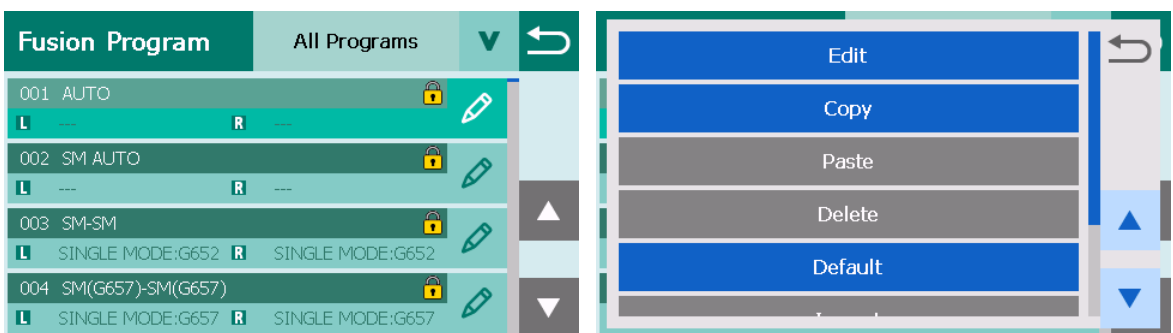 Fusion Program All Programs V
001 AUTO
L --- R ---
002 SM AUTO
L --- R ---
003 SM-SM
L SINGLE MODE:G652 R SINGLE MODE:G652
004 SM(G657)-SM(G657)
L SINGLE MODE:G657 R SINGLE MODE:G657
Edit
Copy
Paste
Delete
Default